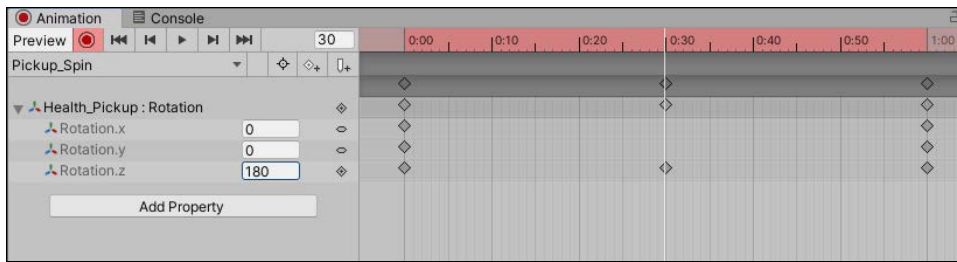 Animation Console
Preview 30 0:00 0:10 0:20 0:30 0:40 0:50 1:00
Pickup_Spin
Health_Pickup : Rotation
Rotation.x 0
Rotation.y 0
Rotation.z 180
Add Property